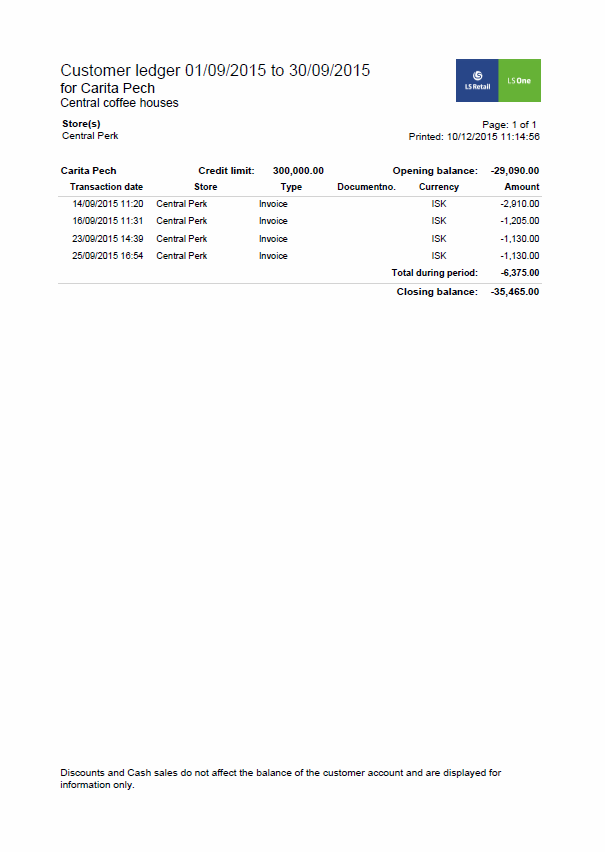 Customer ledger 01/09/2015 to 30/09/2015
for Carita Pech
Central coffee houses
LS Retail
LS One
Store(s)
Central Perk
Page: 1 of 1
Printed: 10/12/2015 11:14:56
Carita Pech Credit limit: 300,000.00 Opening balance: -29,090.00
Transaction date Store Type Documentno. Currency Amount
14/09/2015 11:20 Central Perk Invoice ISK -2,910.00
16/09/2015 11:31 Central Perk Invoice ISK -1,205.00
23/09/2015 14:39 Central Perk Invoice ISK -1,130.00
25/09/2015 16:54 Central Perk Invoice ISK -1,130.00
Total during period: -6,375.00
Closing balance: -35,465.00
Discounts and Cash sales do not affect the balance of the customer account and are displayed for
information only.